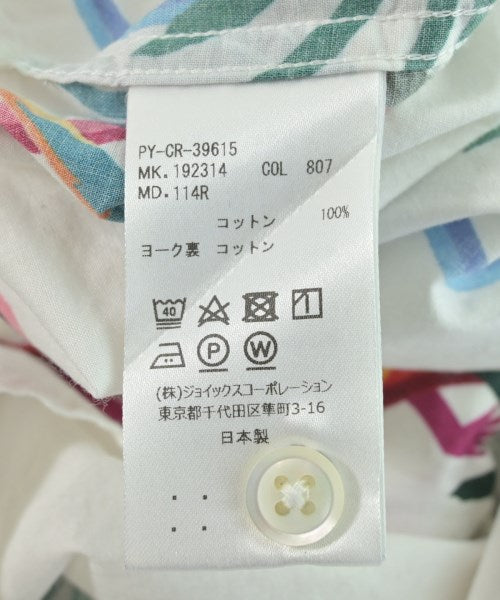 PY-CR-39615
MK. 192314 COL 807
MD. 114R
コットン 100%
ヨーク裏 コットン
40
P W
(株)ジョイックスコーポレーション
東京都千代田区隼町3-16
日本製